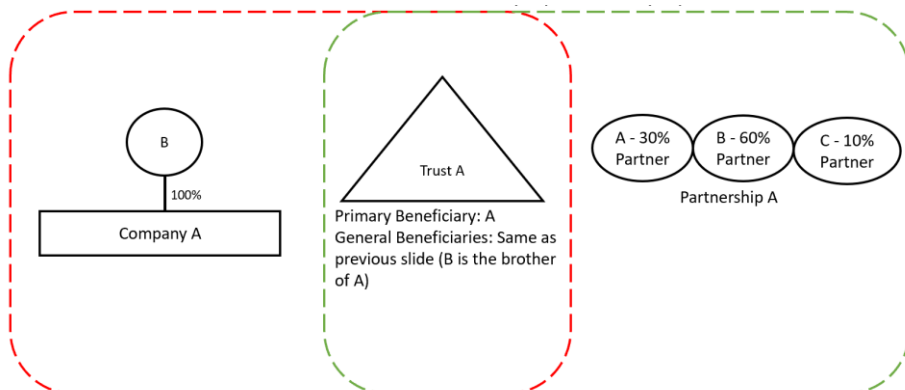 B
100%
Company A
Trust A
Primary Beneficiary: A
General Beneficiaries: Same as
previous slide (B is the brother
of A)
A - 30%
Partner
B - 60%
Partner
C - 10%
Partner
Partnership A